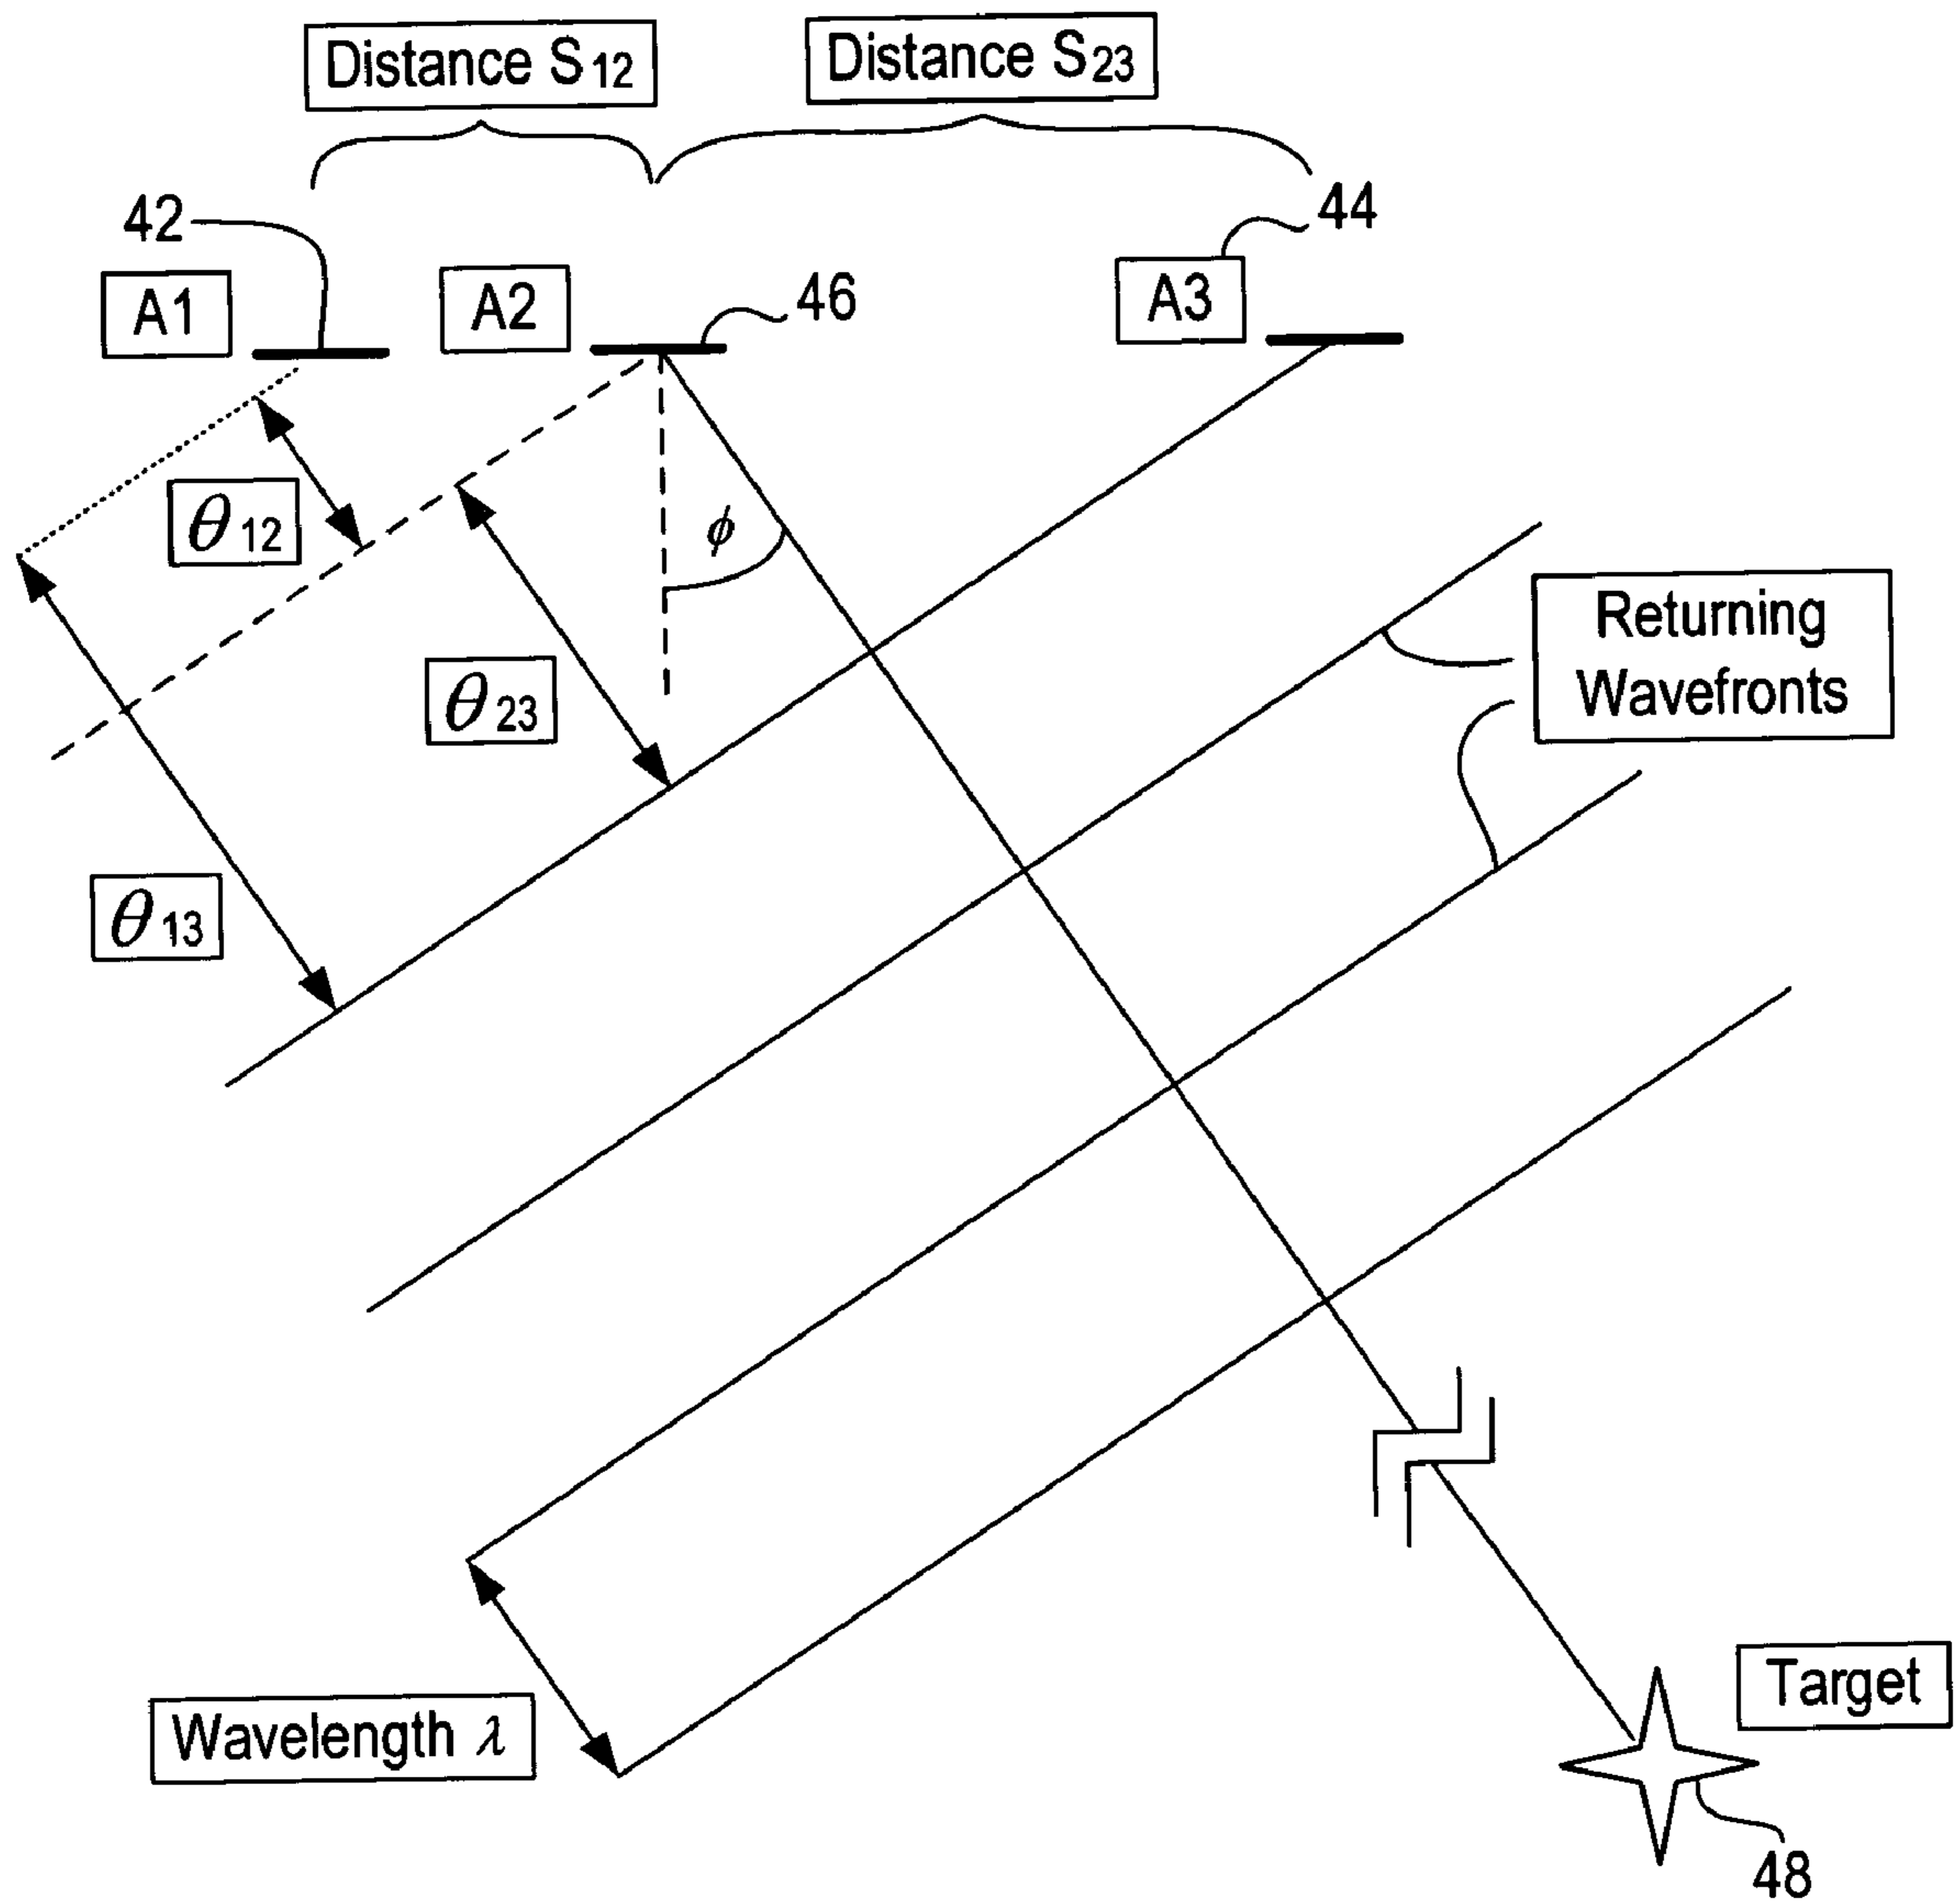 Distance S12
Distance S23
42
44
A1
A2
46
A3
θ12
ϕ
θ23
Returning
Wavefronts
θ13
Wavelength λ
Target
48